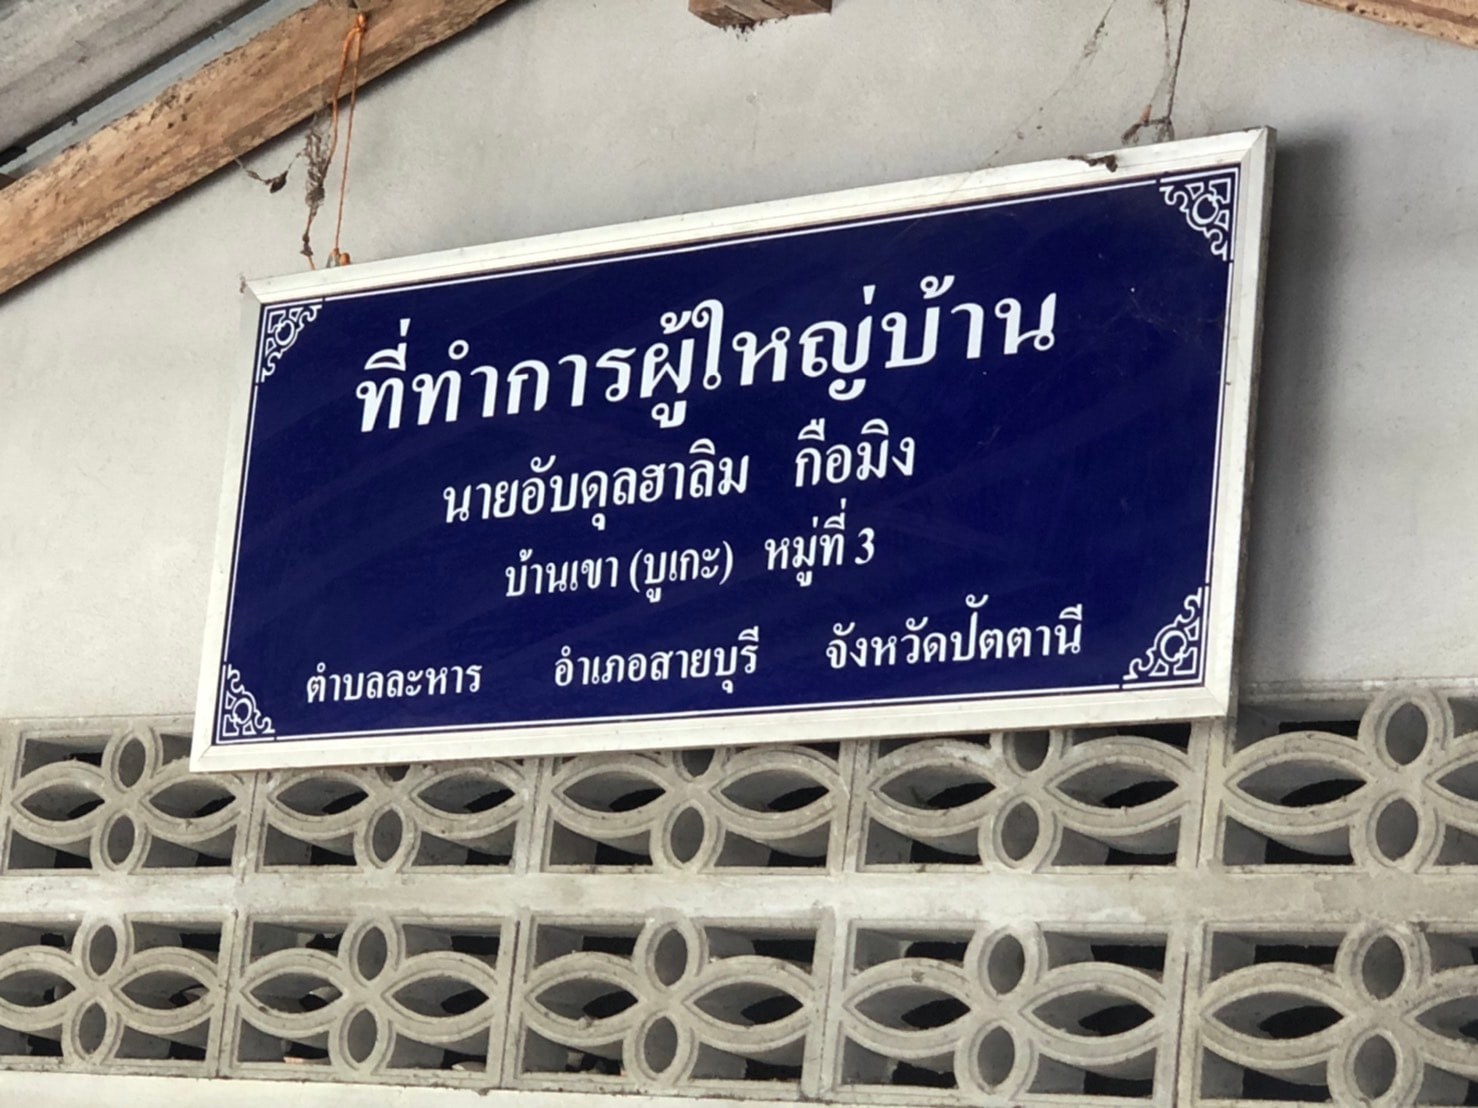 ที่ทำการผู้ใหญ่บ้าน
นายอับดุลฮาลิม กือมิง
บ้านเขา (บูเกะ) หมู่ที่ 3
ตำบลละหาร อำเภอสายบุรี จังหวัดปัตตานี